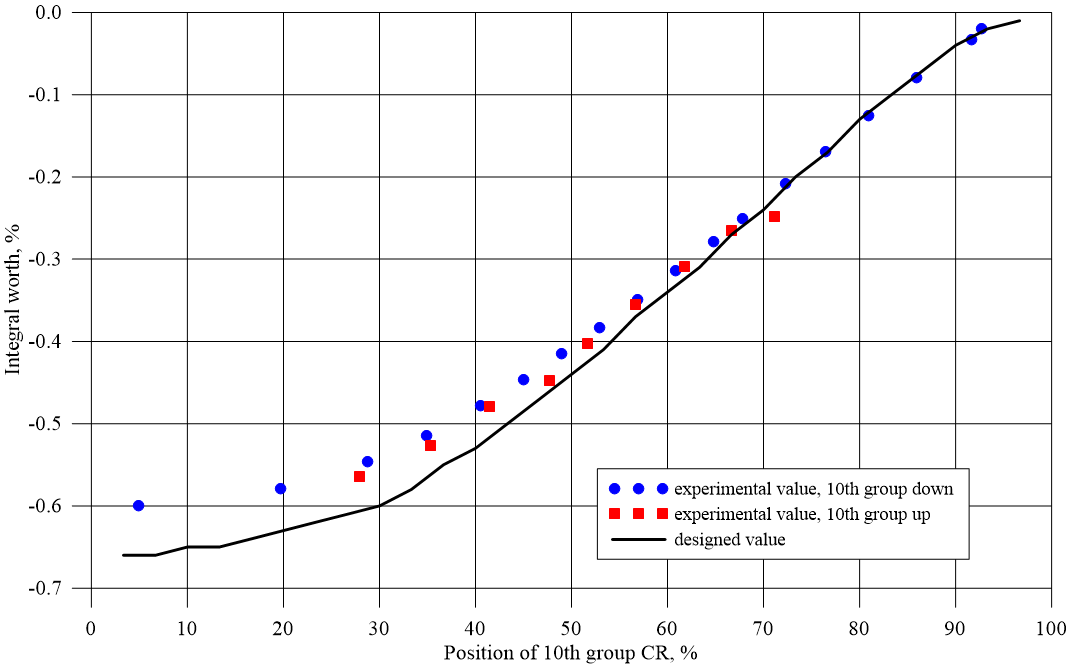 0.0
-0.1
-0.2
-0.3
-0.4
-0.5
-0.6
-0.7
Integral worth, %
experimental value, 10th group down
experimental value, 10th group up
designed value
0 10 20 30 40 50 60 70 80 90 100
Position of 10th group CR, %